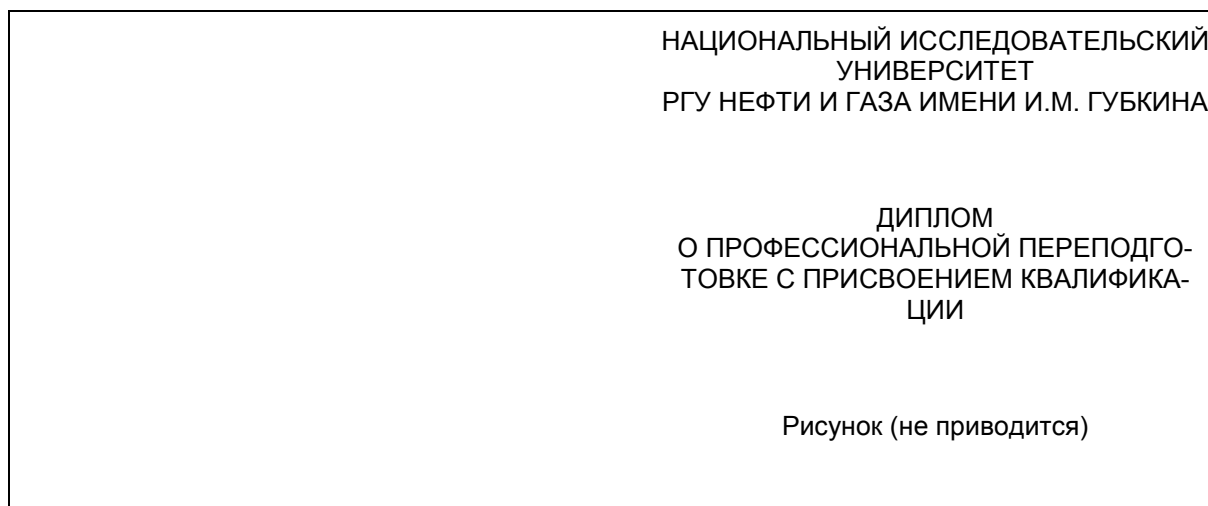 НАЦИОНАЛЬНЫЙ ИССЛЕДОВАТЕЛЬСКИЙ
УНИВЕРСИТЕТ
РГУ НЕФТИ И ГАЗА ИМЕНИ И.М. ГУБКИНА
ДИПЛОМ
О ПРОФЕССИОНАЛЬНОЙ ПЕРЕПОДГО-
ТОВКЕ С ПРИСВОЕНИЕМ КВАЛИФИКА-
ЦИИ
Рисунок (не приводится)